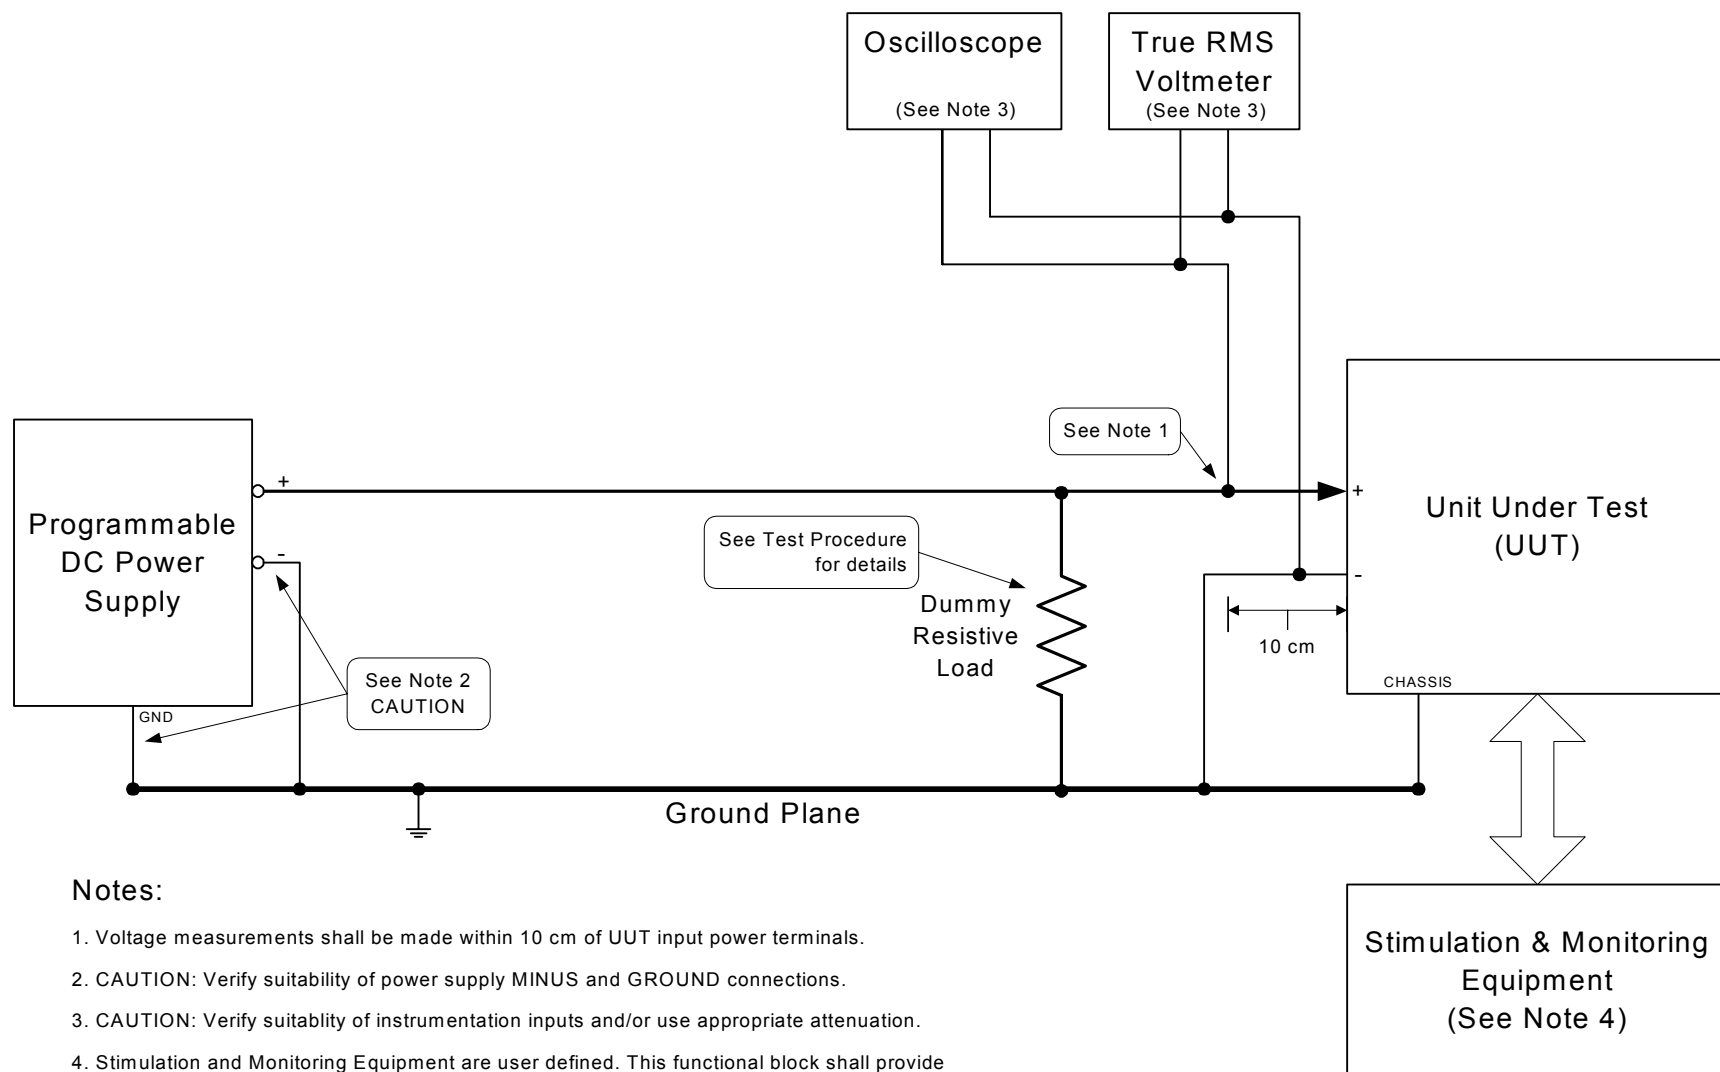 Oscilloscope
(See Note 3)
True RMS
Voltmeter
(See Note 3)
See Note 1
Programmable
DC Power
Supply
+
-
GND
See Test Procedure
for details
Dummy
Resistive
Load
+
-
Unit Under Test
(UUT)
10 cm
CHASSIS
See Note 2
CAUTION
Ground Plane
Notes:
1. Voltage measurements shall be made within 10 cm of UUT input power terminals.
2. CAUTION: Verify suitability of power supply MINUS and GROUND connections.
3. CAUTION: Verify suitablity of instrumentation inputs and/or use appropriate attenuation.
4. Stimulation and Monitoring Equipment are user defined. This functional block shall provide
Stimulation & Monitoring
Equipment
(See Note 4)